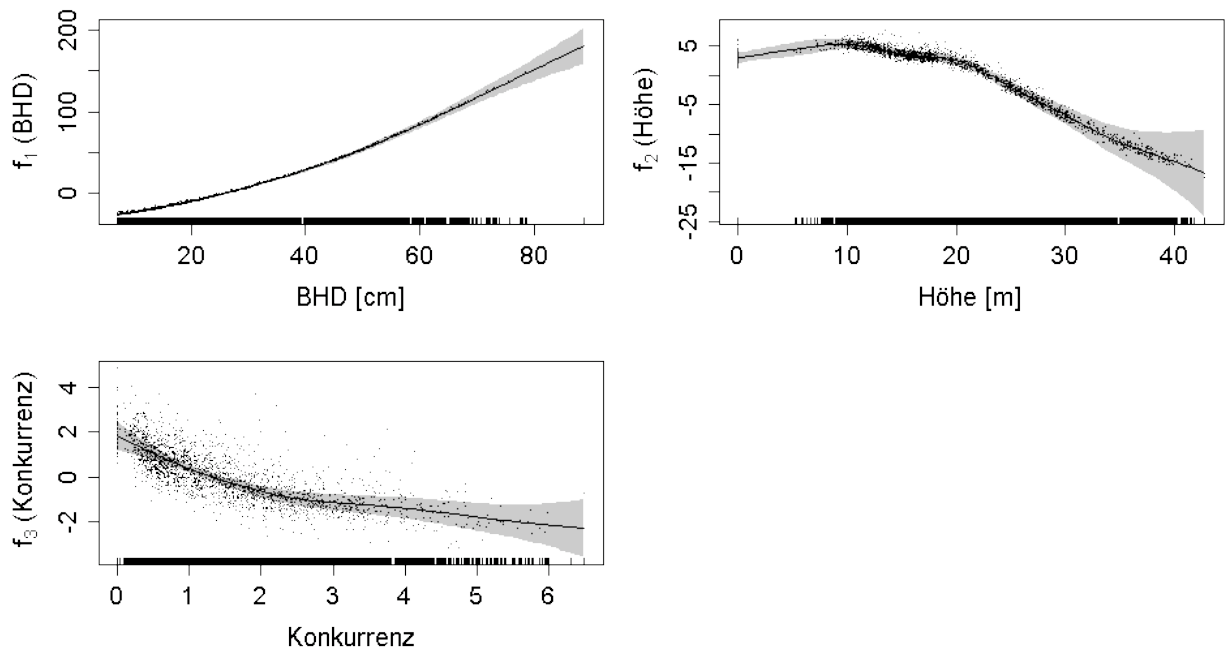 f₁ (BHD)
200
100
0
20 40 60 80
BHD [cm]
f₂ (Höhe)
5
-5
-15
-25
0 10 20 30 40
Höhe [m]
f₃ (Konkurrenz)
4
2
0
-2
0 1 2 3 4 5 6
Konkurrenz